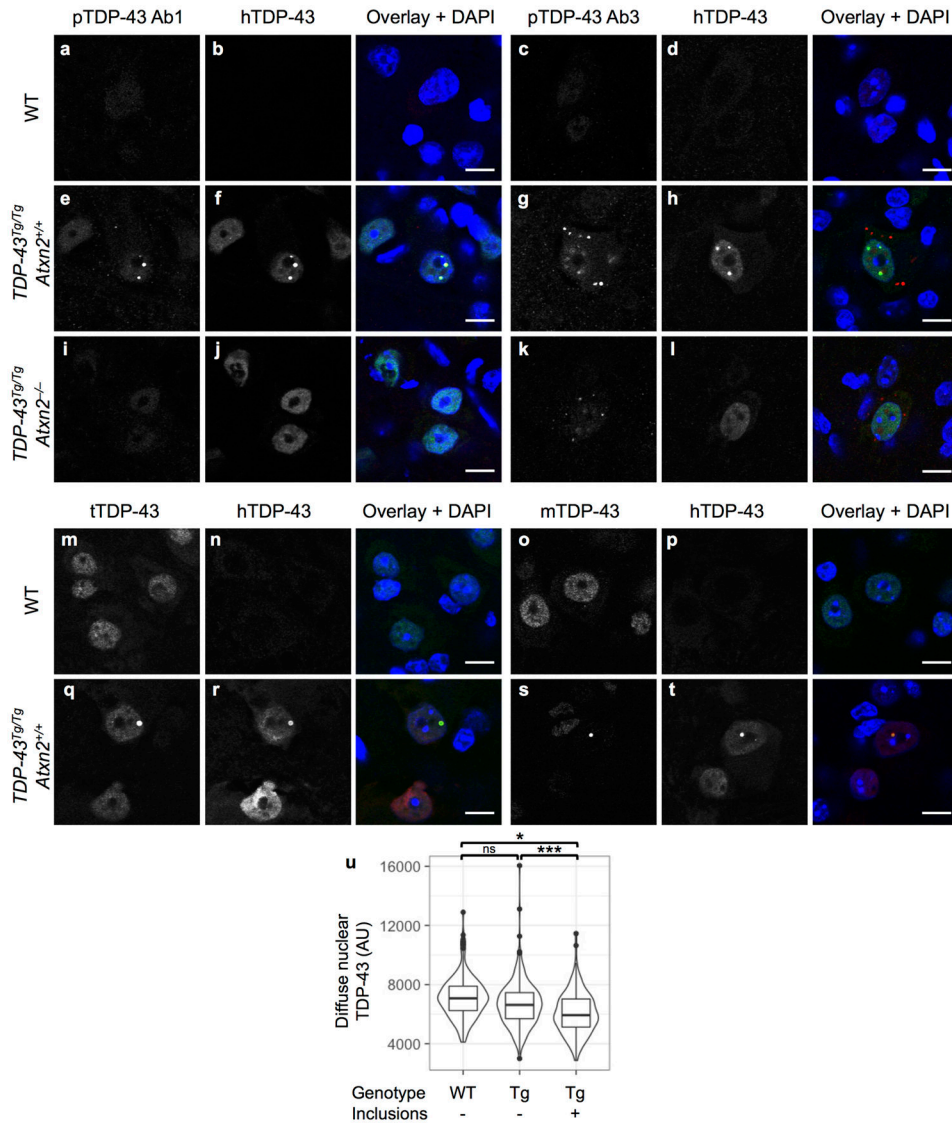 pTDP-43 Ab1 hTDP-43 Overlay + DAPI pTDP-43 Ab3 hTDP-43 Overlay + DAPI
WT a b c d
TDP-43Tg/Tg Atxn2+/+ e f g h
TDP-43Tg/Tg Atxn2–/– i j k l
tTDP-43 hTDP-43 Overlay + DAPI mTDP-43 hTDP-43 Overlay + DAPI
WT m n o p
TDP-43Tg/Tg Atxn2+/+ q r s t
u
*
ns ***
Diffuse nuclear TDP-43 (AU)
16000
12000
8000
4000
Genotype WT Tg Tg
Inclusions - - +